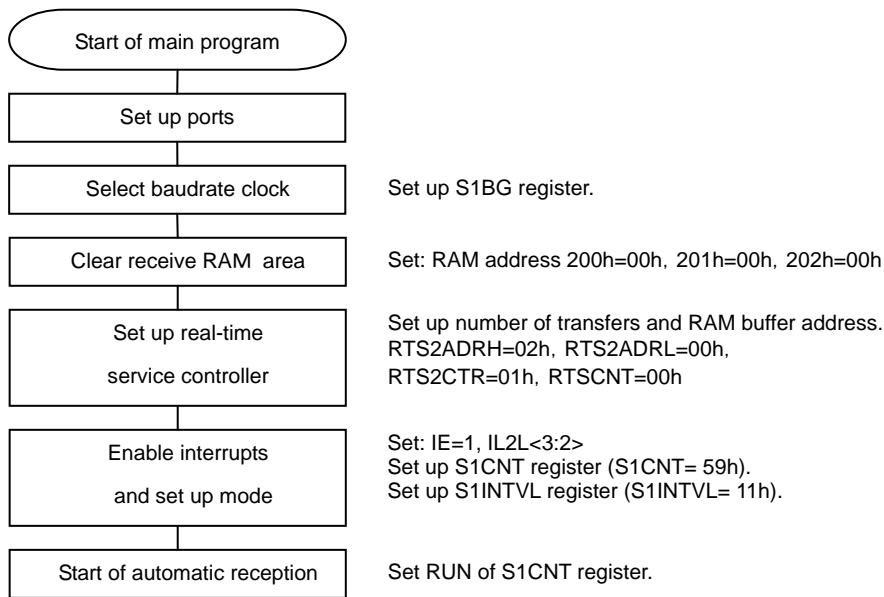 Start of main program
Set up ports
Select baudrate clock
Set up S1BG register.
Clear receive RAM area
Set: RAM address 200h=00h, 201h=00h, 202h=00h
Set up real-time
service controller
Set up number of transfers and RAM buffer address.
RTS2ADRH=02h, RTS2ADRL=00h,
RTS2CTR=01h, RTSCNT=00h
Enable interrupts
and set up mode
Set: IE=1, IL2L<3:2>
Set up S1CNT register (S1CNT= 59h).
Set up S1INTVL register (S1INTVL= 11h).
Start of automatic reception
Set RUN of S1CNT register.